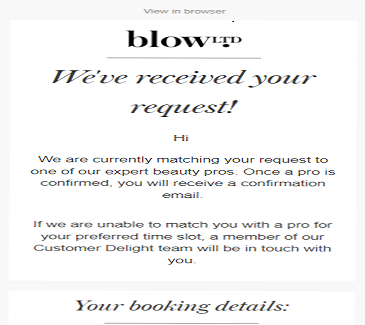 View in browser
blow LTD
We've received your
request!
Hi
We are currently matching your request to
one of our expert beauty pros. Once a pro is
confirmed, you will receive a confirmation
email.
If we are unable to match you with a pro for
your preferred time slot, a member of our
Customer Delight team will be in touch with
you.
Your booking details: